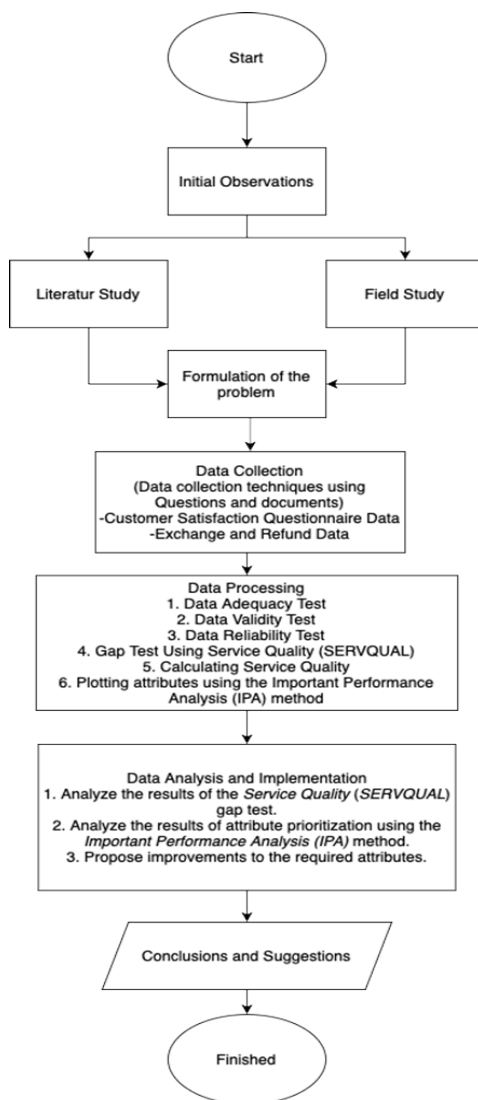 Start
Initial Observations
Literatur Study
Field Study
Formulation of the
problem
Data Collection
(Data collection techniques using
Questions and documents)
-Customer Satisfaction Questionnaire Data
-Exchange and Refund Data
Data Processing
1. Data Adequacy Test
2. Data Validity Test
3. Data Reliability Test
4. Gap Test Using Service Quality (SERVQUAL)
5. Calculating Service Quality
6. Plotting attributes using the Important Performance
Analysis (IPA) method
Data Analysis and Implementation
1. Analyze the results of the Service Quality (SERVQUAL)
gap test.
2. Analyze the results of attribute prioritization using the
Important Performance Analysis (IPA) method.
3. Propose improvements to the required attributes.
Conclusions and Suggestions
Finished